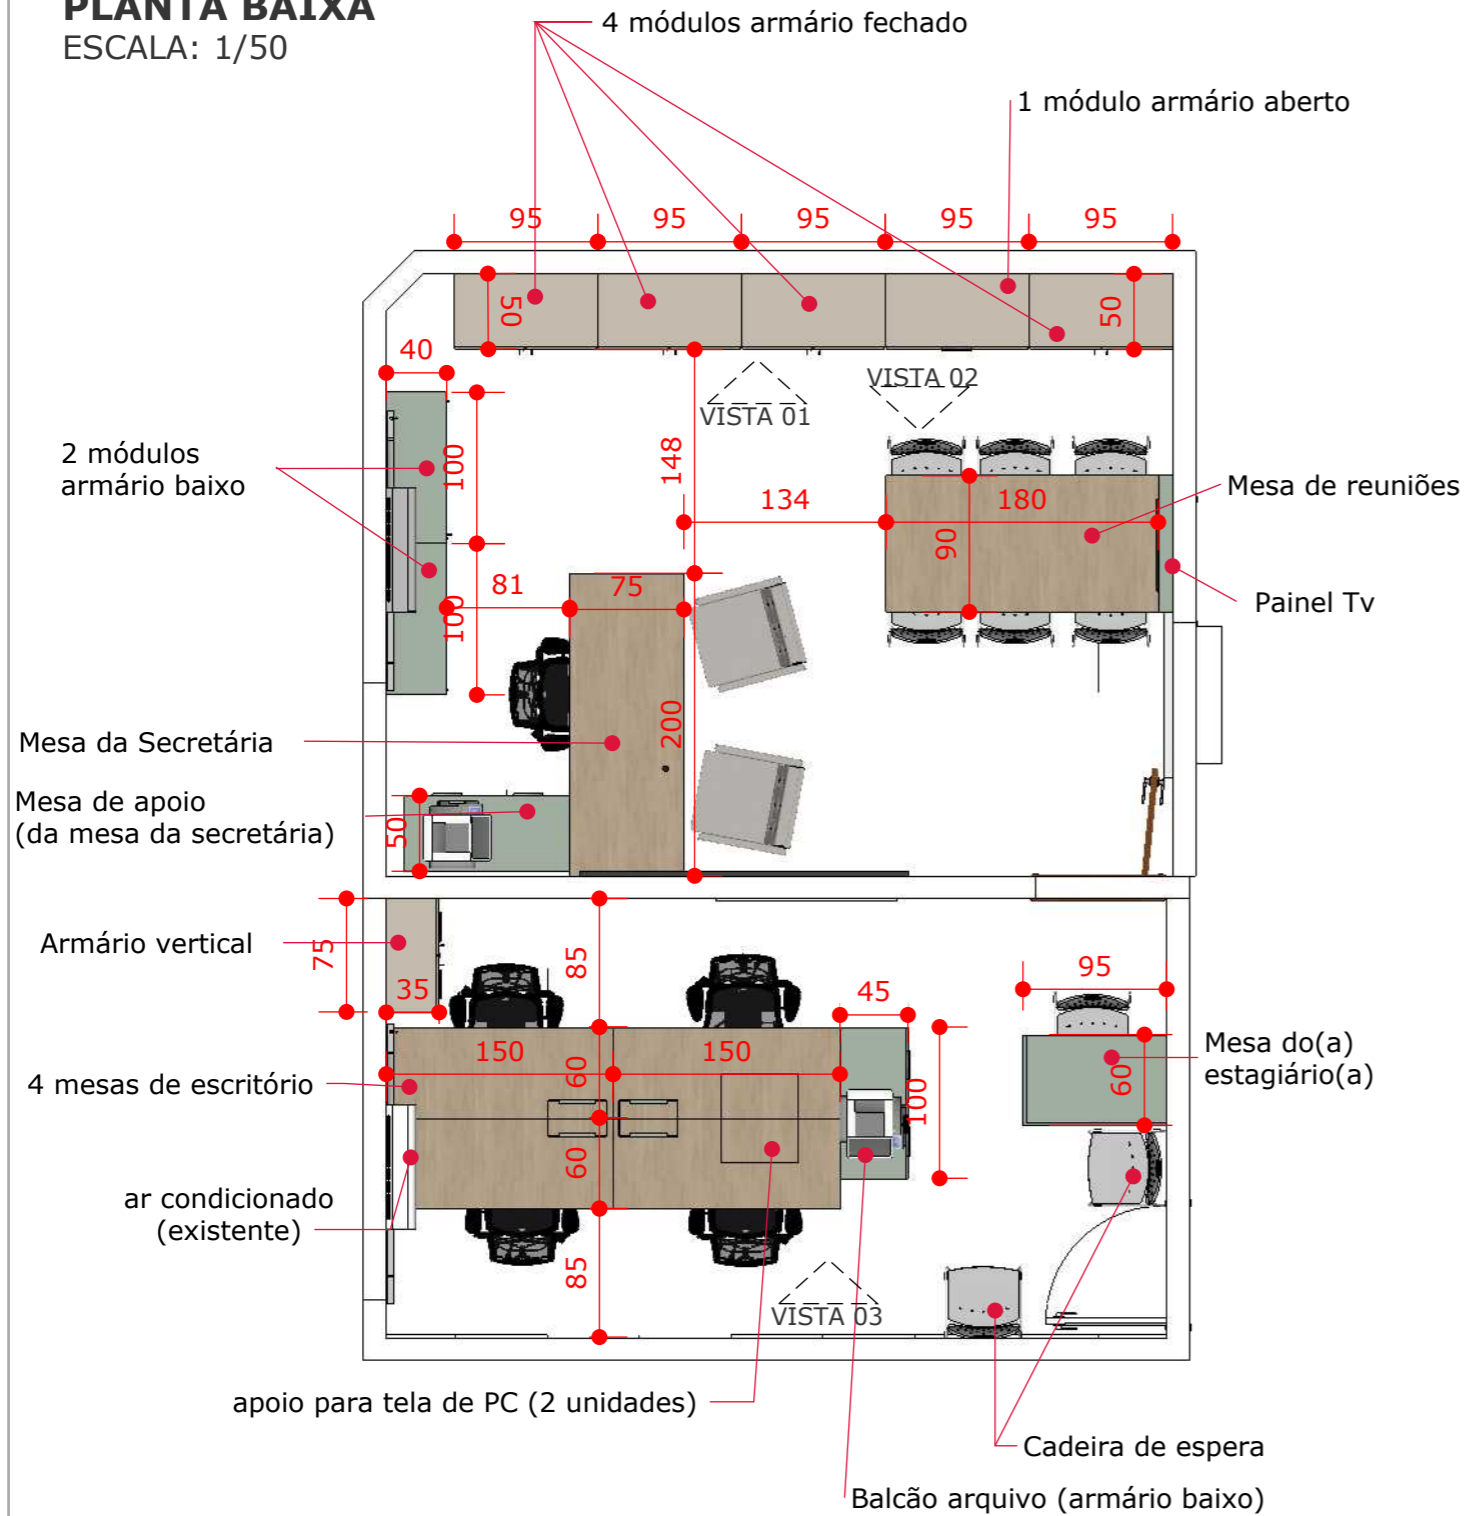 PLANTA BAIXA
ESCALA: 1/50
4 módulos armário fechado
1 módulo armário aberto
95 95 95 95 95
50 50
40
VISTA 02
VISTA 01
2 módulos
armário baixo
100
148
134
180
90
Mesa de reuniões
81
75
100
Painel Tv
200
Mesa da Secretária
Mesa de apoio
(da mesa da secretária)
50
Armário vertical
75
35
85
45
95
150
60
150
100
60
Mesa do(a)
estagiário(a)
4 mesas de escritório
60
ar condicionado
(existente)
85
VISTA 03
apoio para tela de PC (2 unidades)
Cadeira de espera
Balcão arquivo (armário baixo)